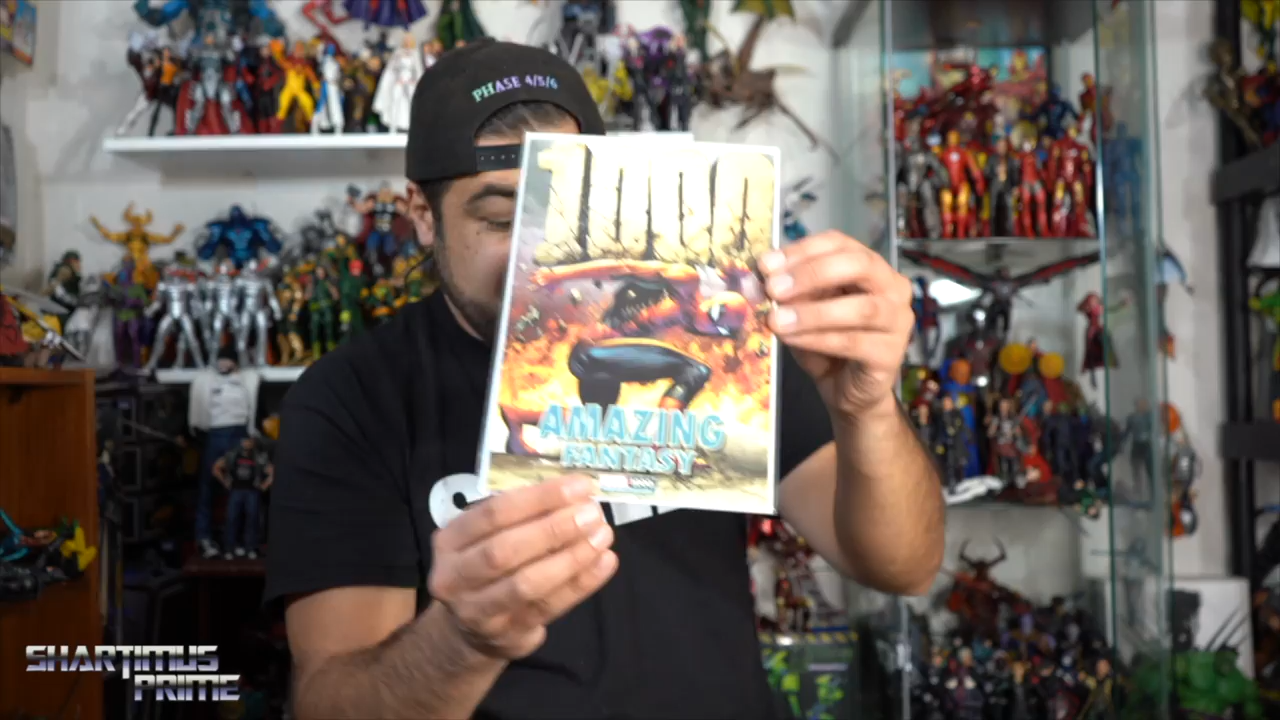 PHASE 4/5/6
1000
AMAZING
FANTASY
SHARTIMUS
PRIME